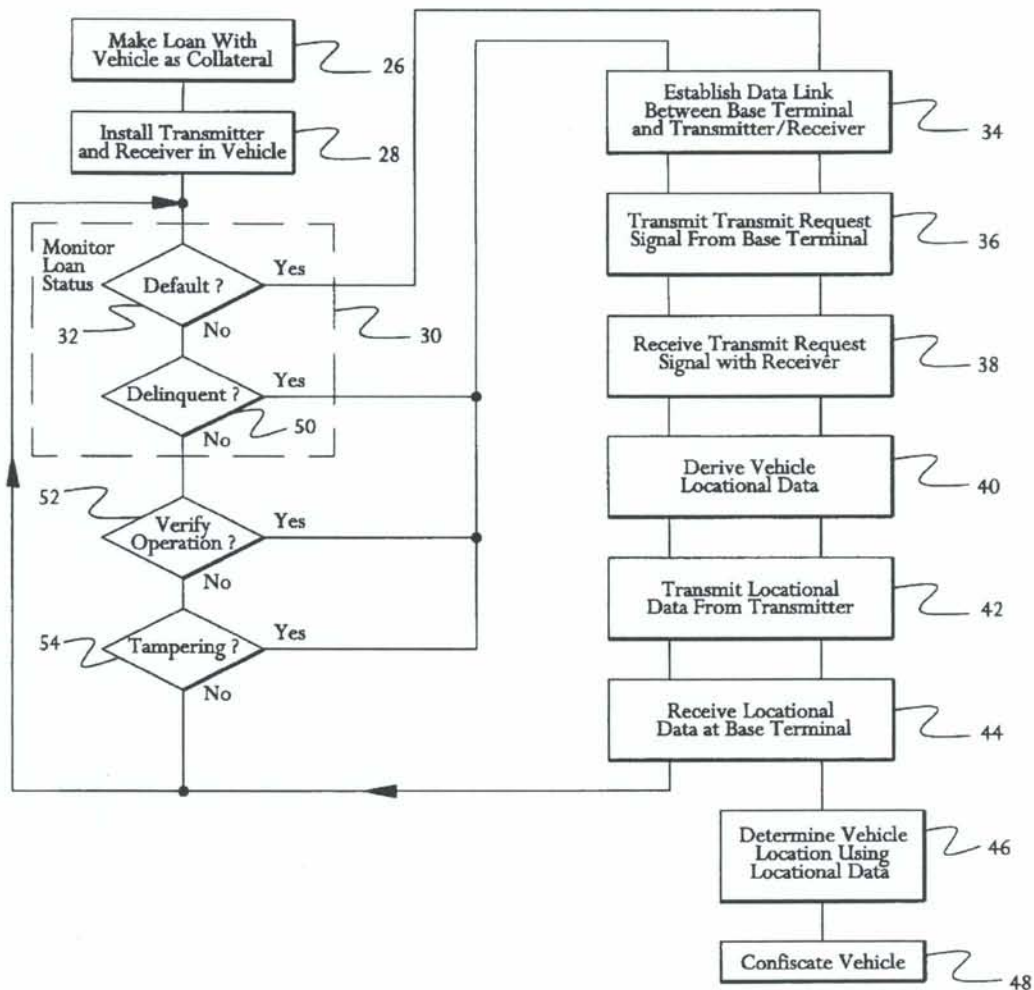 Make Loan With
Vehicle as Collateral
26
Install Transmitter
and Receiver in Vehicle
28
Monitor
Loan
Status
Default ?
Yes
32
No
30
Delinquent ?
Yes
50
No
52
Verify
Operation ?
Yes
No
54
Tampering ?
Yes
No
Establish Data Link
Between Base Terminal
and Transmitter/Receiver
34
Transmit Transmit Request
Signal From Base Terminal
36
Receive Transmit Request
Signal with Receiver
38
Derive Vehicle
Locational Data
40
Transmit Locational
Data From Transmitter
42
Receive Locational
Data at Base Terminal
44
Determine Vehicle
Location Using
Locational Data
46
Confiscate Vehicle
48